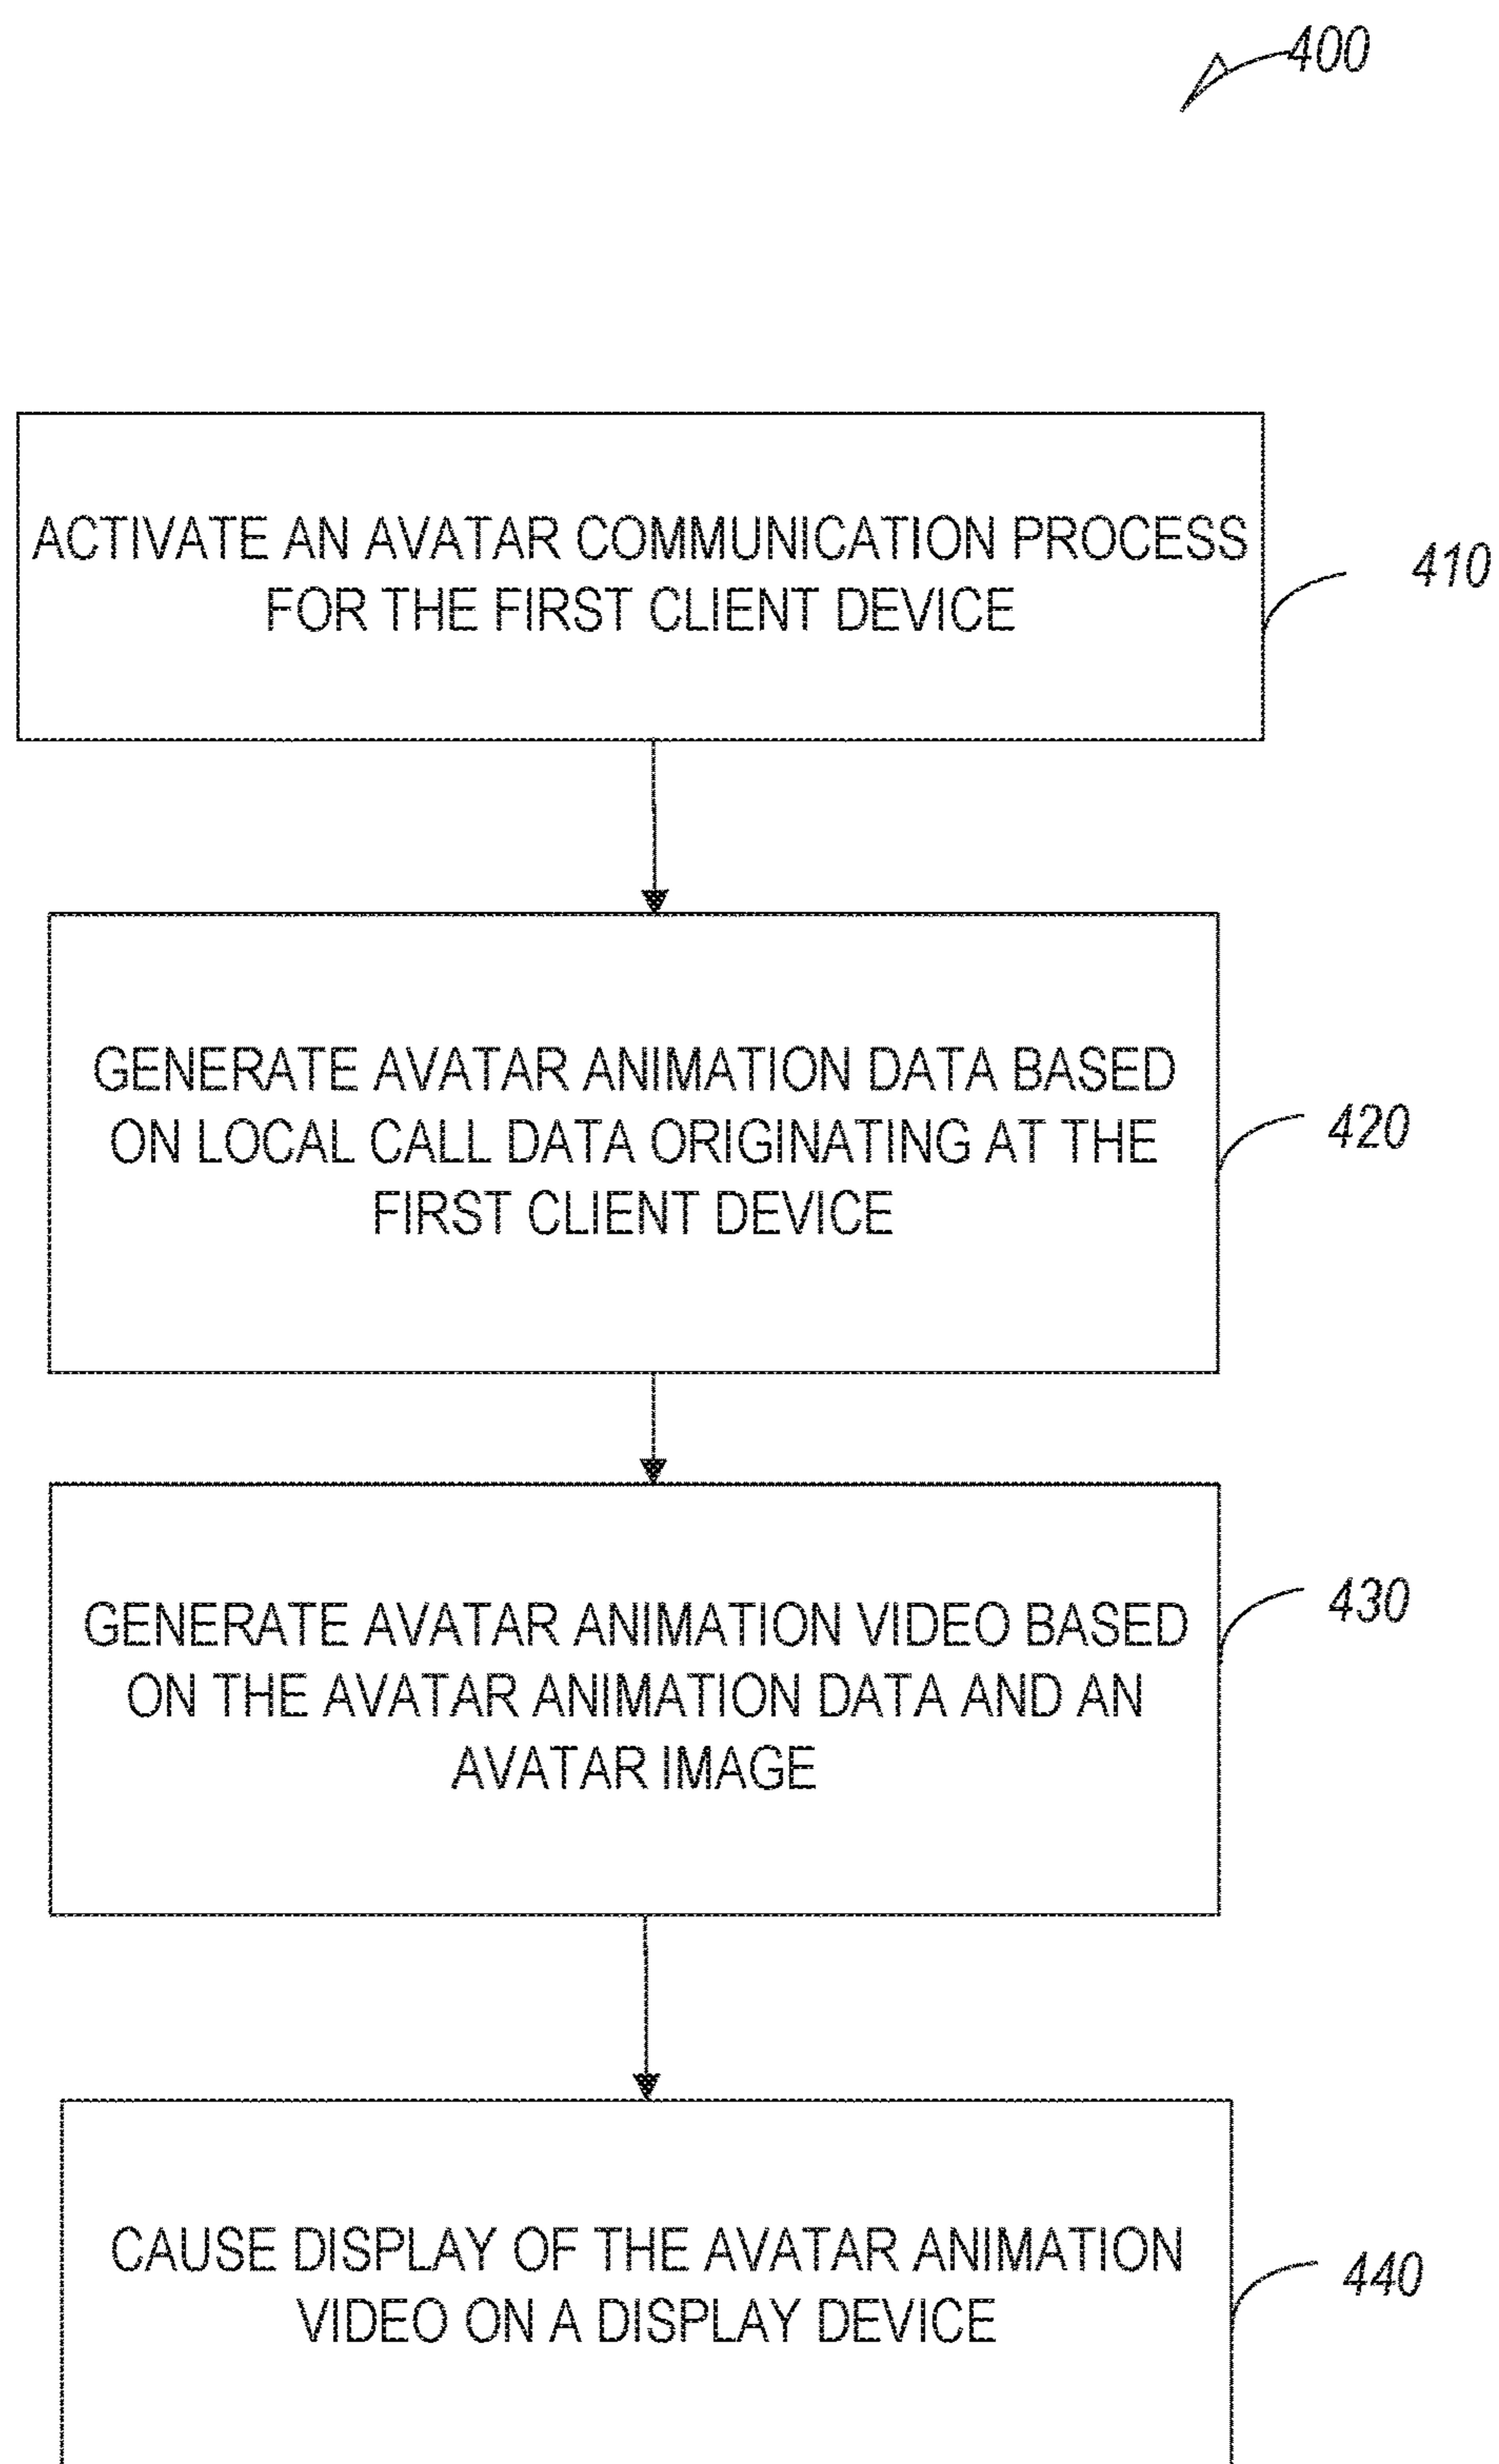 400
ACTIVATE AN AVATAR COMMUNICATION PROCESS
FOR THE FIRST CLIENT DEVICE
410
GENERATE AVATAR ANIMATION DATA BASED
ON LOCAL CALL DATA ORIGINATING AT THE
FIRST CLIENT DEVICE
420
GENERATE AVATAR ANIMATION VIDEO BASED
ON THE AVATAR ANIMATION DATA AND AN
AVATAR IMAGE
430
CAUSE DISPLAY OF THE AVATAR ANIMATION
VIDEO ON A DISPLAY DEVICE
440